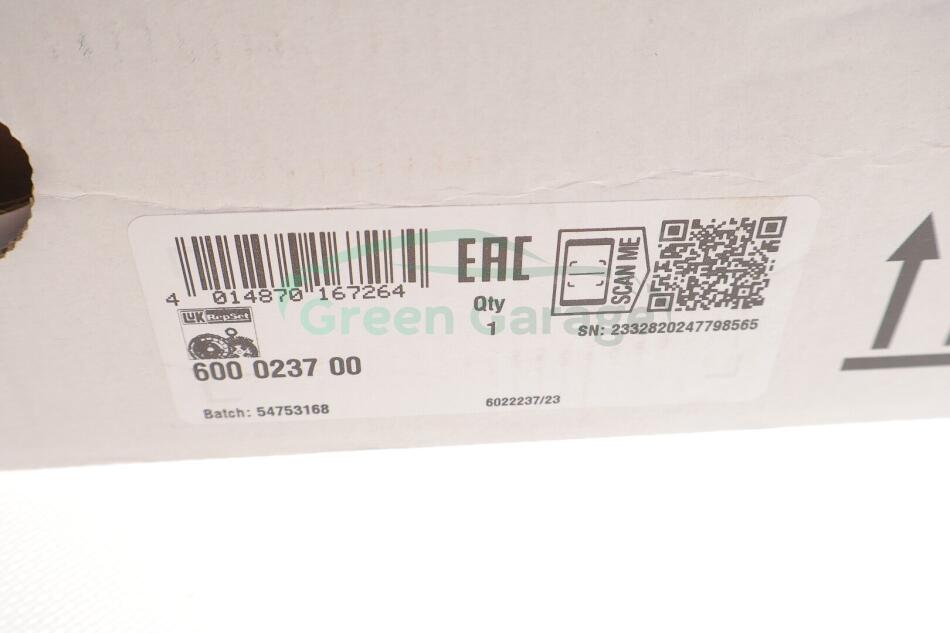 4 014870 167264
EAC
Qty
1
SCAN ME
SN: 2332820247798565
LuK RepSet
600 0237 00
Batch: 54753168
6022237/23
Green Garage